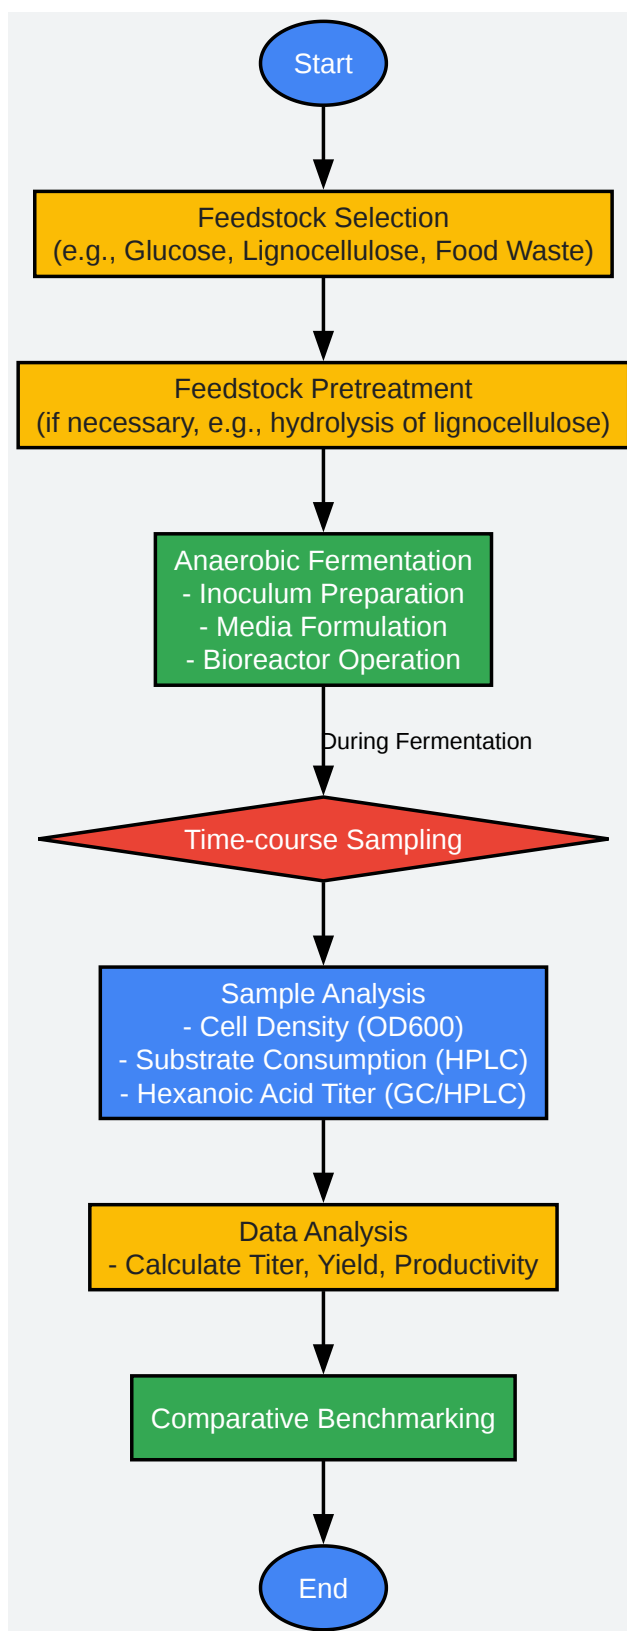 Start
Feedstock Selection
(e.g., Glucose, Lignocellulose, Food Waste)
Feedstock Pretreatment
(if necessary, e.g., hydrolysis of lignocellulose)
Anaerobic Fermentation
- Inoculum Preparation
- Media Formulation
- Bioreactor Operation
During Fermentation
Time-course Sampling
Sample Analysis
- Cell Density (OD600)
- Substrate Consumption (HPLC)
- Hexanoic Acid Titer (GC/HPLC)
Data Analysis
- Calculate Titer, Yield, Productivity
Comparative Benchmarking
End